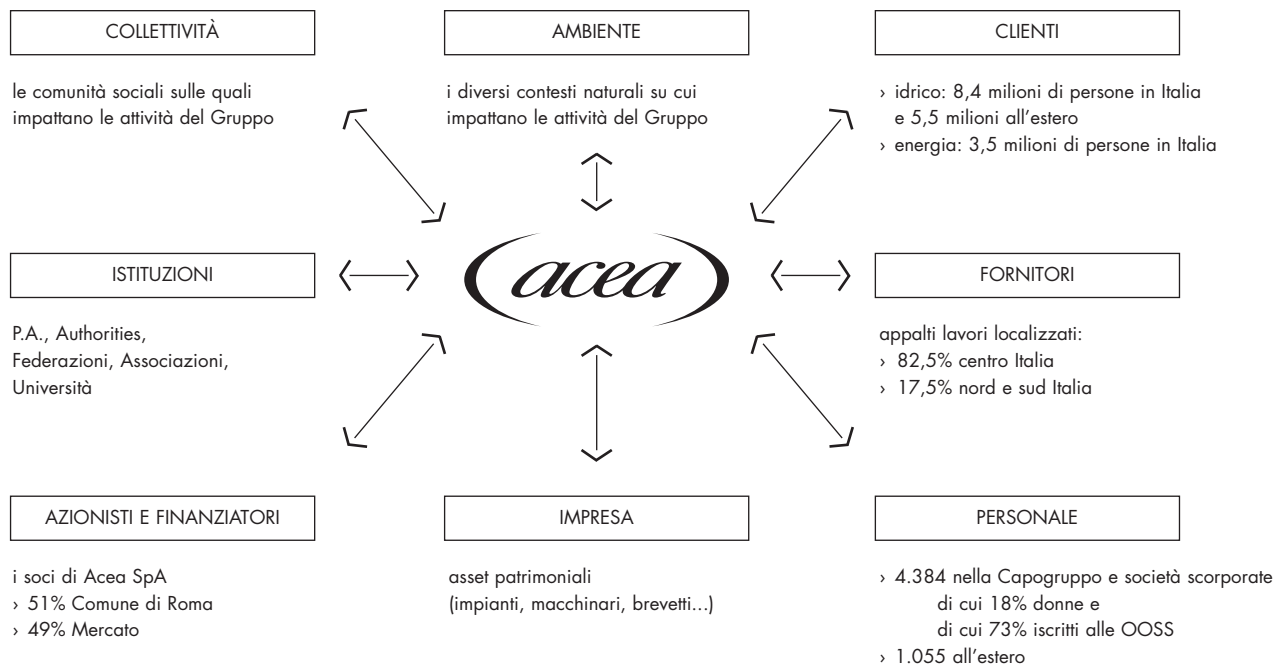 COLLETTIVITÀ
le comunità sociali sulle quali
impattano le attività del Gruppo
AMBIENTE
i diversi contesti naturali su cui
impattano le attività del Gruppo
CLIENTI
› idrico: 8,4 milioni di persone in Italia
e 5,5 milioni all'estero
› energia: 3,5 milioni di persone in Italia
ISTITUZIONI
P.A., Authorities,
Federazioni, Associazioni,
Università
acea
FORNITORI
appalti lavori localizzati:
› 82,5% centro Italia
› 17,5% nord e sud Italia
AZIONISTI E FINANZIATORI
i soci di Acea SpA
› 51% Comune di Roma
› 49% Mercato
IMPRESA
asset patrimoniali
(impianti, macchinari, brevetti...)
PERSONALE
› 4.384 nella Capogruppo e società scorporate
di cui 18% donne e
di cui 73% iscritti alle OOSS
› 1.055 all'estero